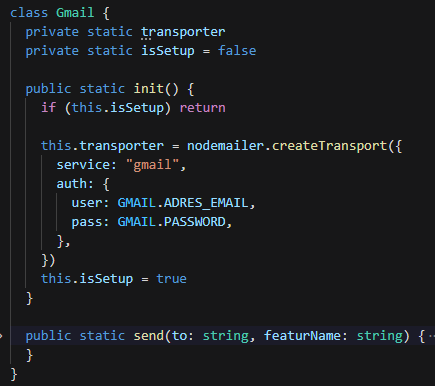 class Gmail {
private static transporter
private static isSetup = false
public static init() {
if (this.isSetup) return
this.transporter = nodemailer.createTransport({
service: "gmail",
auth: {
user: GMAIL.ADRES_EMAIL,
pass: GMAIL.PASSWORD,
},
})
this.isSetup = true
}
public static send(to: string, featurName: string) {
}
}